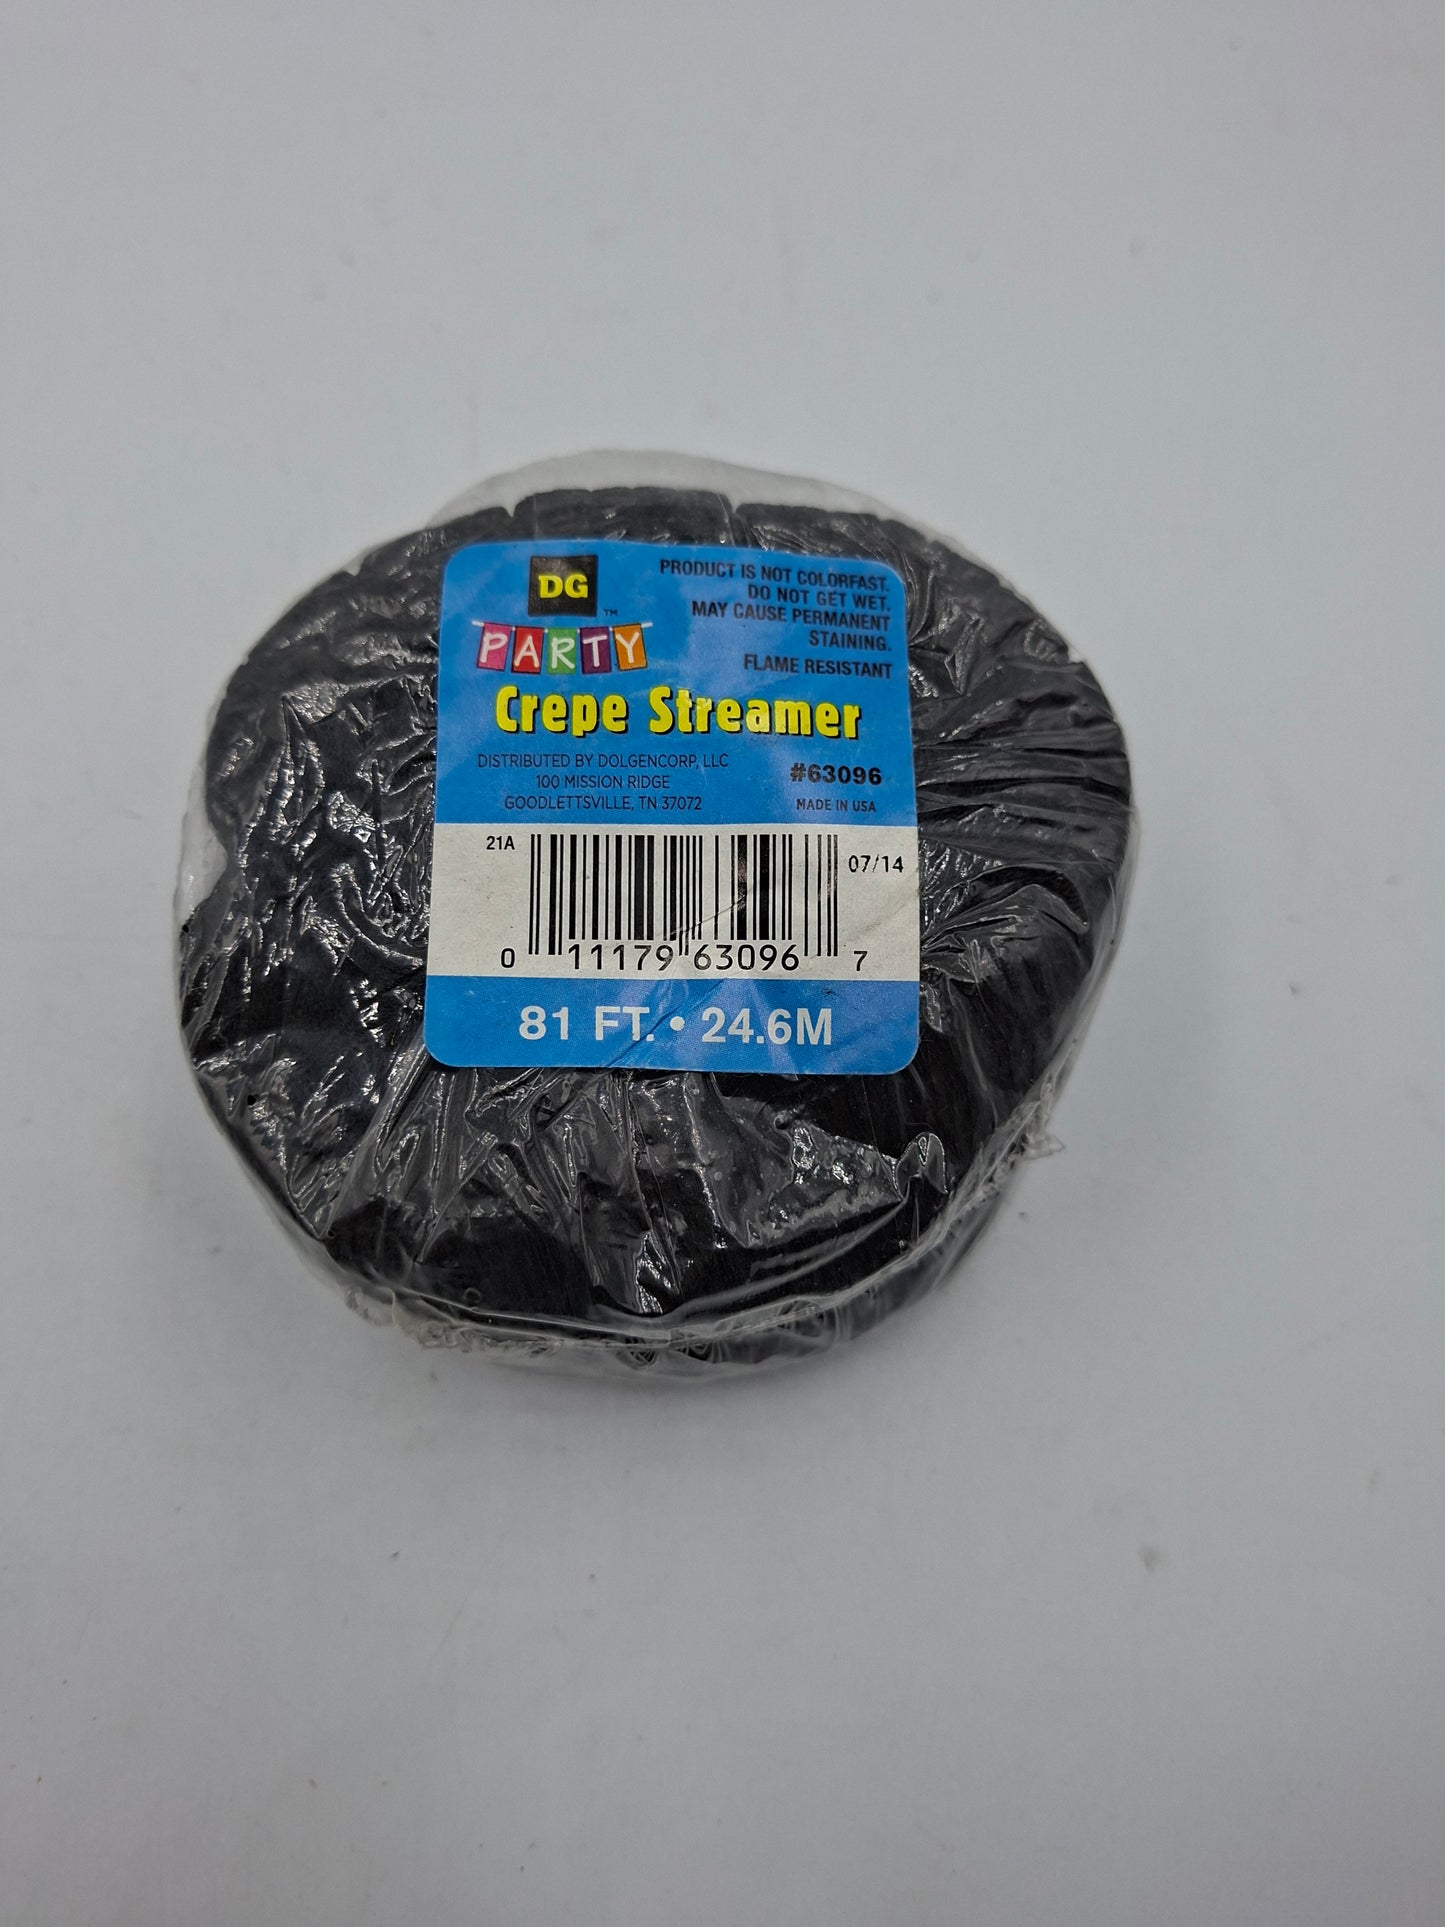 DG
™
PARTY
PRODUCT IS NOT COLORFAST.
DO NOT GET WET.
MAY CAUSE PERMANENT
STAINING.
FLAME RESISTANT
Crepe Streamer
DISTRIBUTED BY DOLGENCORP, LLC
100 MISSION RIDGE
GOODLETTSVILLE, TN 37072
#63096
MADE IN USA
21A
07/14
0 11179 63096 7
81 FT. • 24.6M